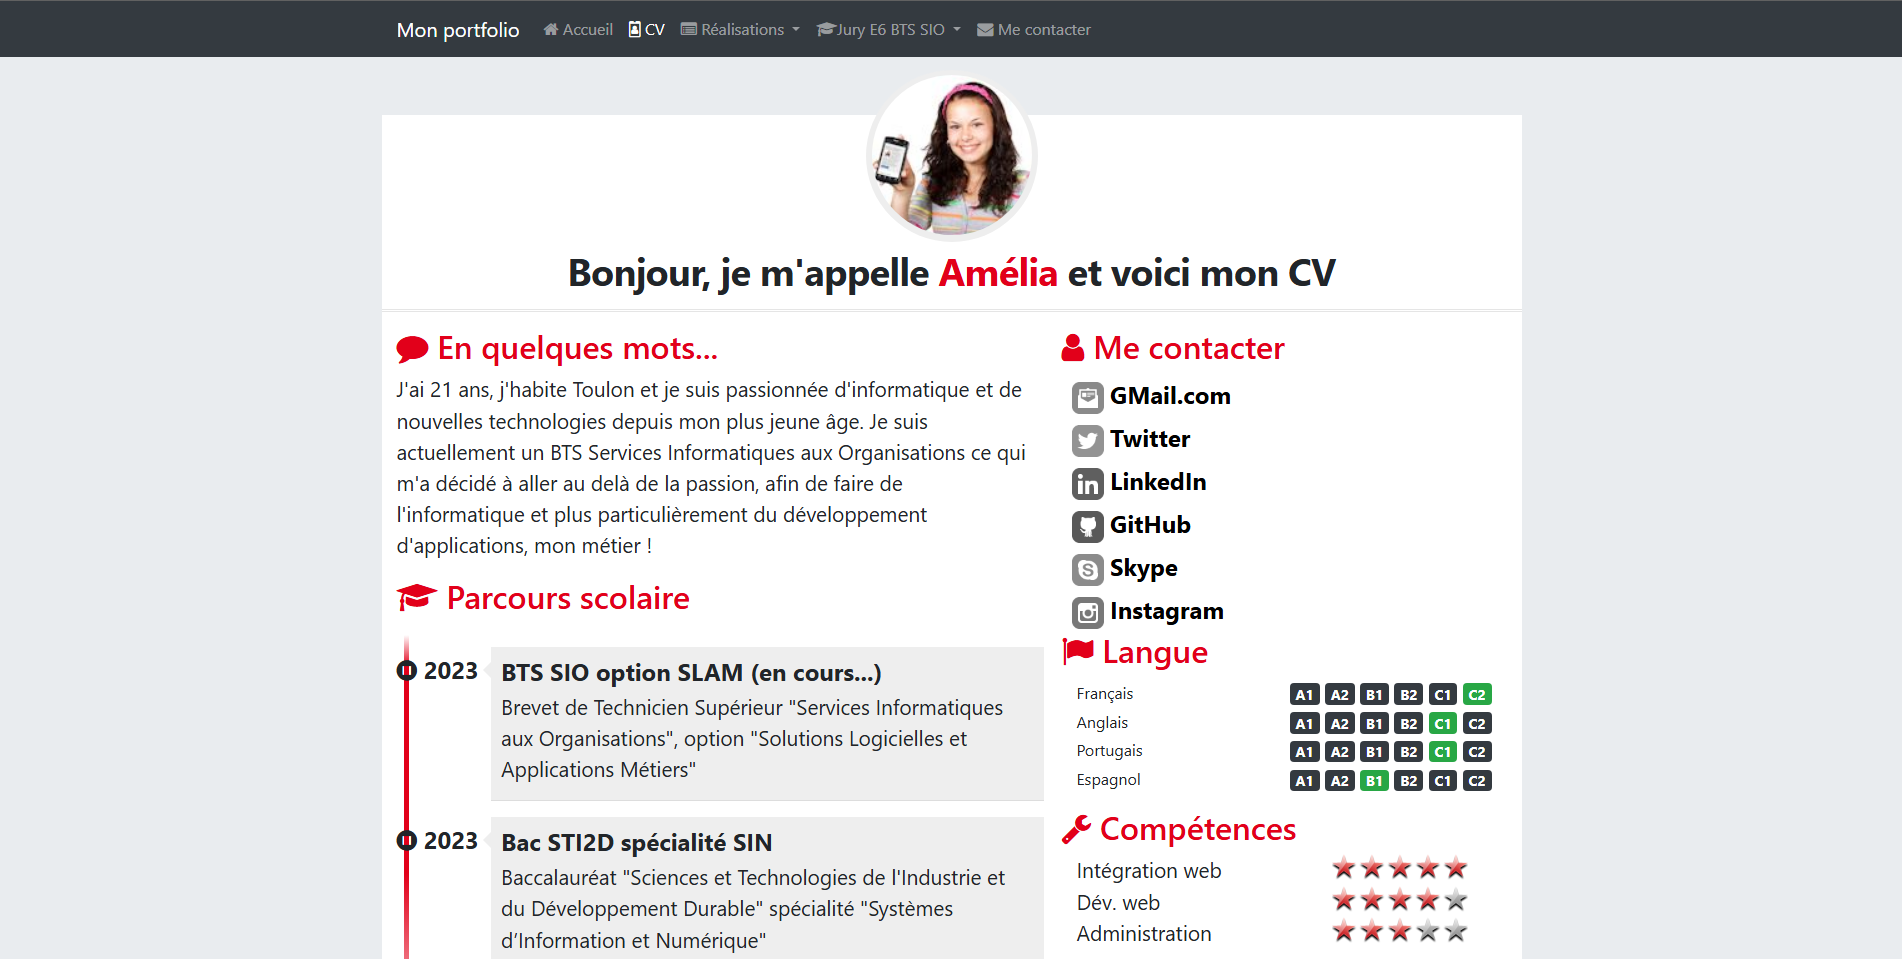 Mon portfolio Accueil CV Réalisations Jury E6 BTS SIO Me contacter
Bonjour, je m'appelle Amélia et voici mon CV
En quelques mots...
J'ai 21 ans, j'habite Toulon et je suis passionnée d'informatique et de
nouvelles technologies depuis mon plus jeune âge. Je suis
actuellement un BTS Services Informatiques aux Organisations ce qui
m'a décidé à aller au delà de la passion, afin de faire de
l'informatique et plus particulièrement du développement
d'applications, mon métier !
Parcours scolaire
2023
BTS SIO option SLAM (en cours...)
Brevet de Technicien Supérieur "Services Informatiques
aux Organisations", option "Solutions Logicielles et
Applications Métiers"
2023
Bac STI2D spécialité SIN
Baccalauréat "Sciences et Technologies de l'Industrie et
du Développement Durable" spécialité "Systèmes
d’Information et Numérique"
Me contacter
GMail.com
Twitter
LinkedIn
GitHub
Skype
Instagram
Langue
Français A1 A2 B1 B2 C1 C2
Anglais A1 A2 B1 B2 C1 C2
Portugais A1 A2 B1 B2 C1 C2
Espagnol A1 A2 B1 B2 C1 C2
Compétences
Intégration web
Dév. web
Administration